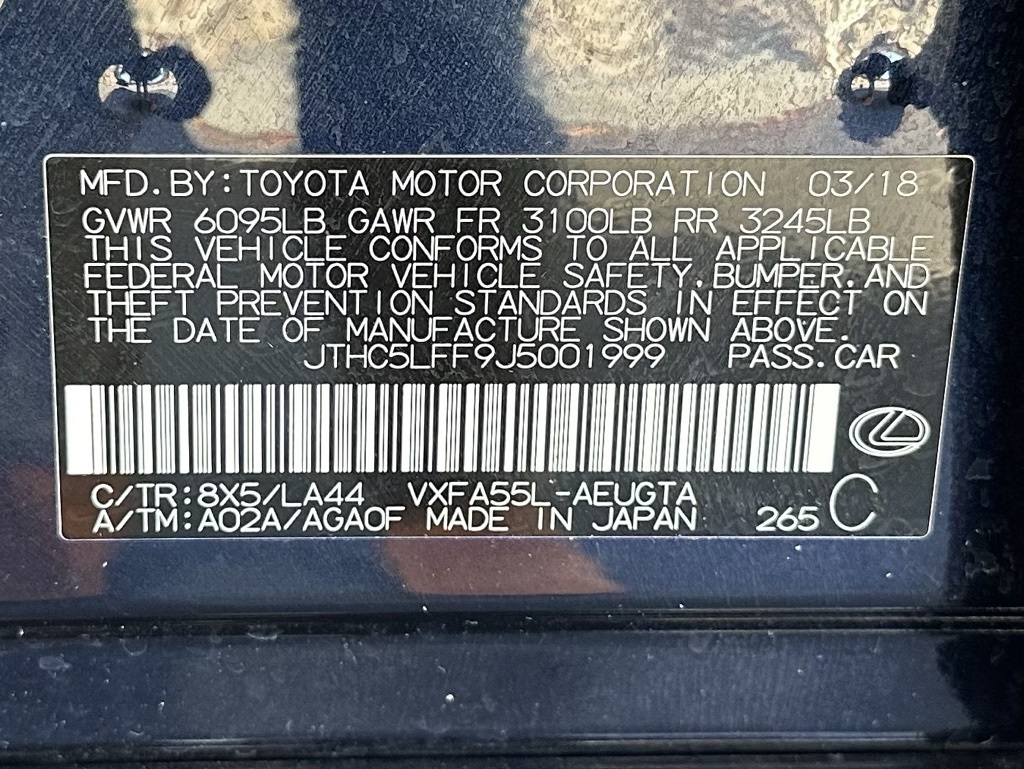 MFD. BY: TOYOTA MOTOR CORPORATION 03/18
GVWR 6095LB GAWR FR 3100LB RR 3245LB
THIS VEHICLE CONFORMS TO ALL APPLICABLE
FEDERAL MOTOR VEHICLE SAFETY, BUMPER, AND
THEFT PREVENTION STANDARDS IN EFFECT ON
THE DATE OF MANUFACTURE SHOWN ABOVE.
JTHC5LFF9J5001999 PASS. CAR
C/TR: 8X5/LA44 VXFA55L-AEUGTA
A/TM: A02A/AGA0F MADE IN JAPAN 265 C